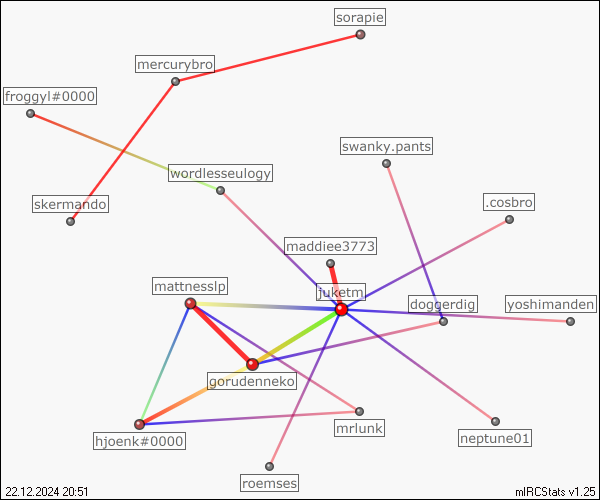 sorapie
mercurybro
froggyl#0000
swanky.pants
wordlesseulogy
skermando
.cosbro
maddiee3773
mattnesslp
juketm
doggerdig
yoshimanden
gorudenneko
mrlunk
hjoenk#0000
neptune01
roemses
22.12.2024 20:51
mIRCStats v1.25